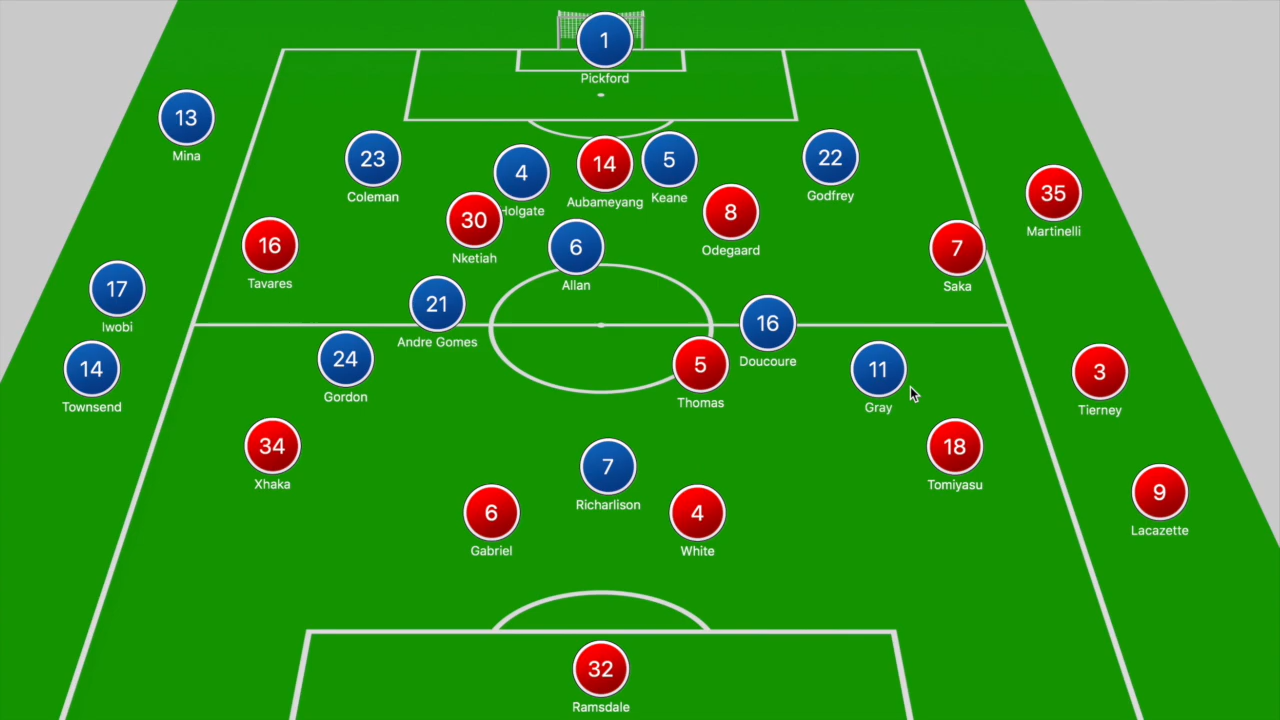 1
Pickford
13
Mina
23
Coleman
4
Holgate
14
Aubameyang
5
Keane
22
Godfrey
35
Martinelli
30
Nketiah
8
Odegaard
16
Tavares
6
Allan
7
Saka
17
Iwobi
21
Andre Gomes
16
Doucoure
14
Townsend
24
Gordon
5
Thomas
11
Gray
3
Tierney
34
Xhaka
7
Richarlison
18
Tomiyasu
6
Gabriel
4
White
9
Lacazette
32
Ramsdale